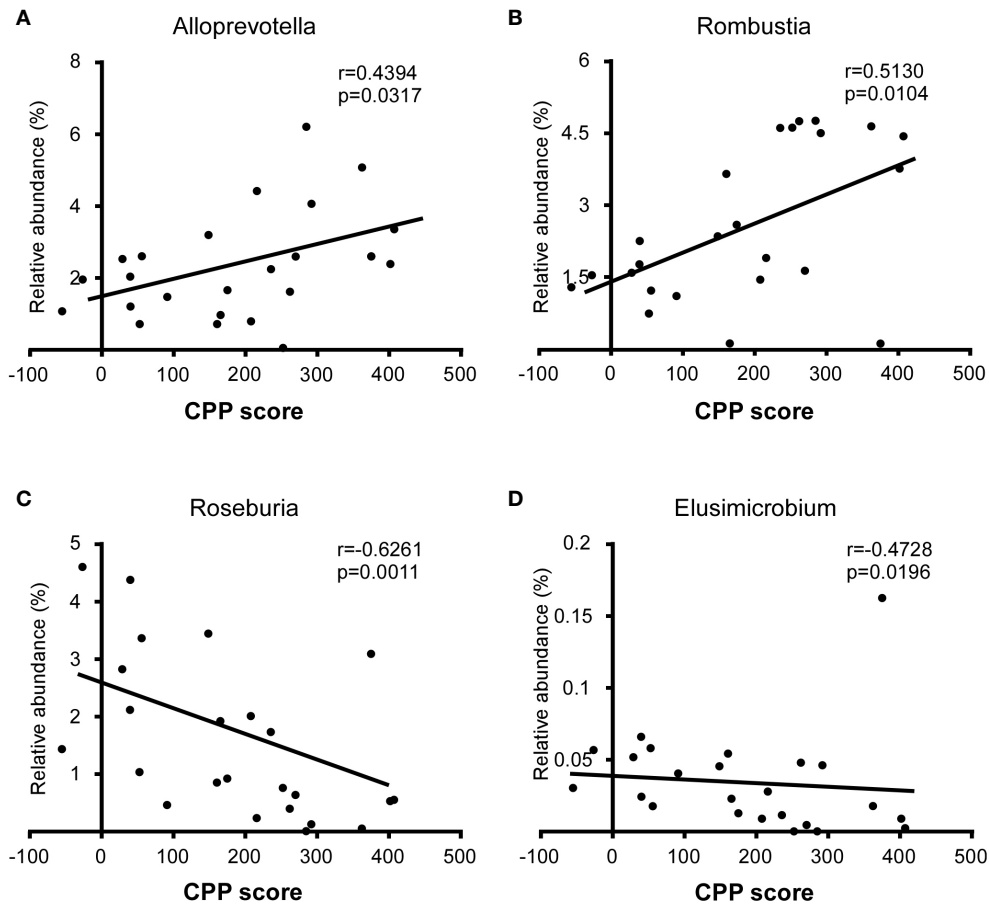 A
Alloprevotella
r=0.4394
p=0.0317
Relative abundance (%)
8
6
4
2
-100 0 100 200 300 400 500
CPP score
B
Rombustia
r=0.5130
p=0.0104
Relative abundance (%)
6
4.5
3
1.5
-100 0 100 200 300 400 500
CPP score
C
Roseburia
r=-0.6261
p=0.0011
Relative abundance (%)
5
4
3
2
1
-100 0 100 200 300 400 500
CPP score
D
Elusimicrobium
r=-0.4728
p=0.0196
Relative abundance (%)
0.2
0.15
0.1
0.05
-100 0 100 200 300 400 500
CPP score